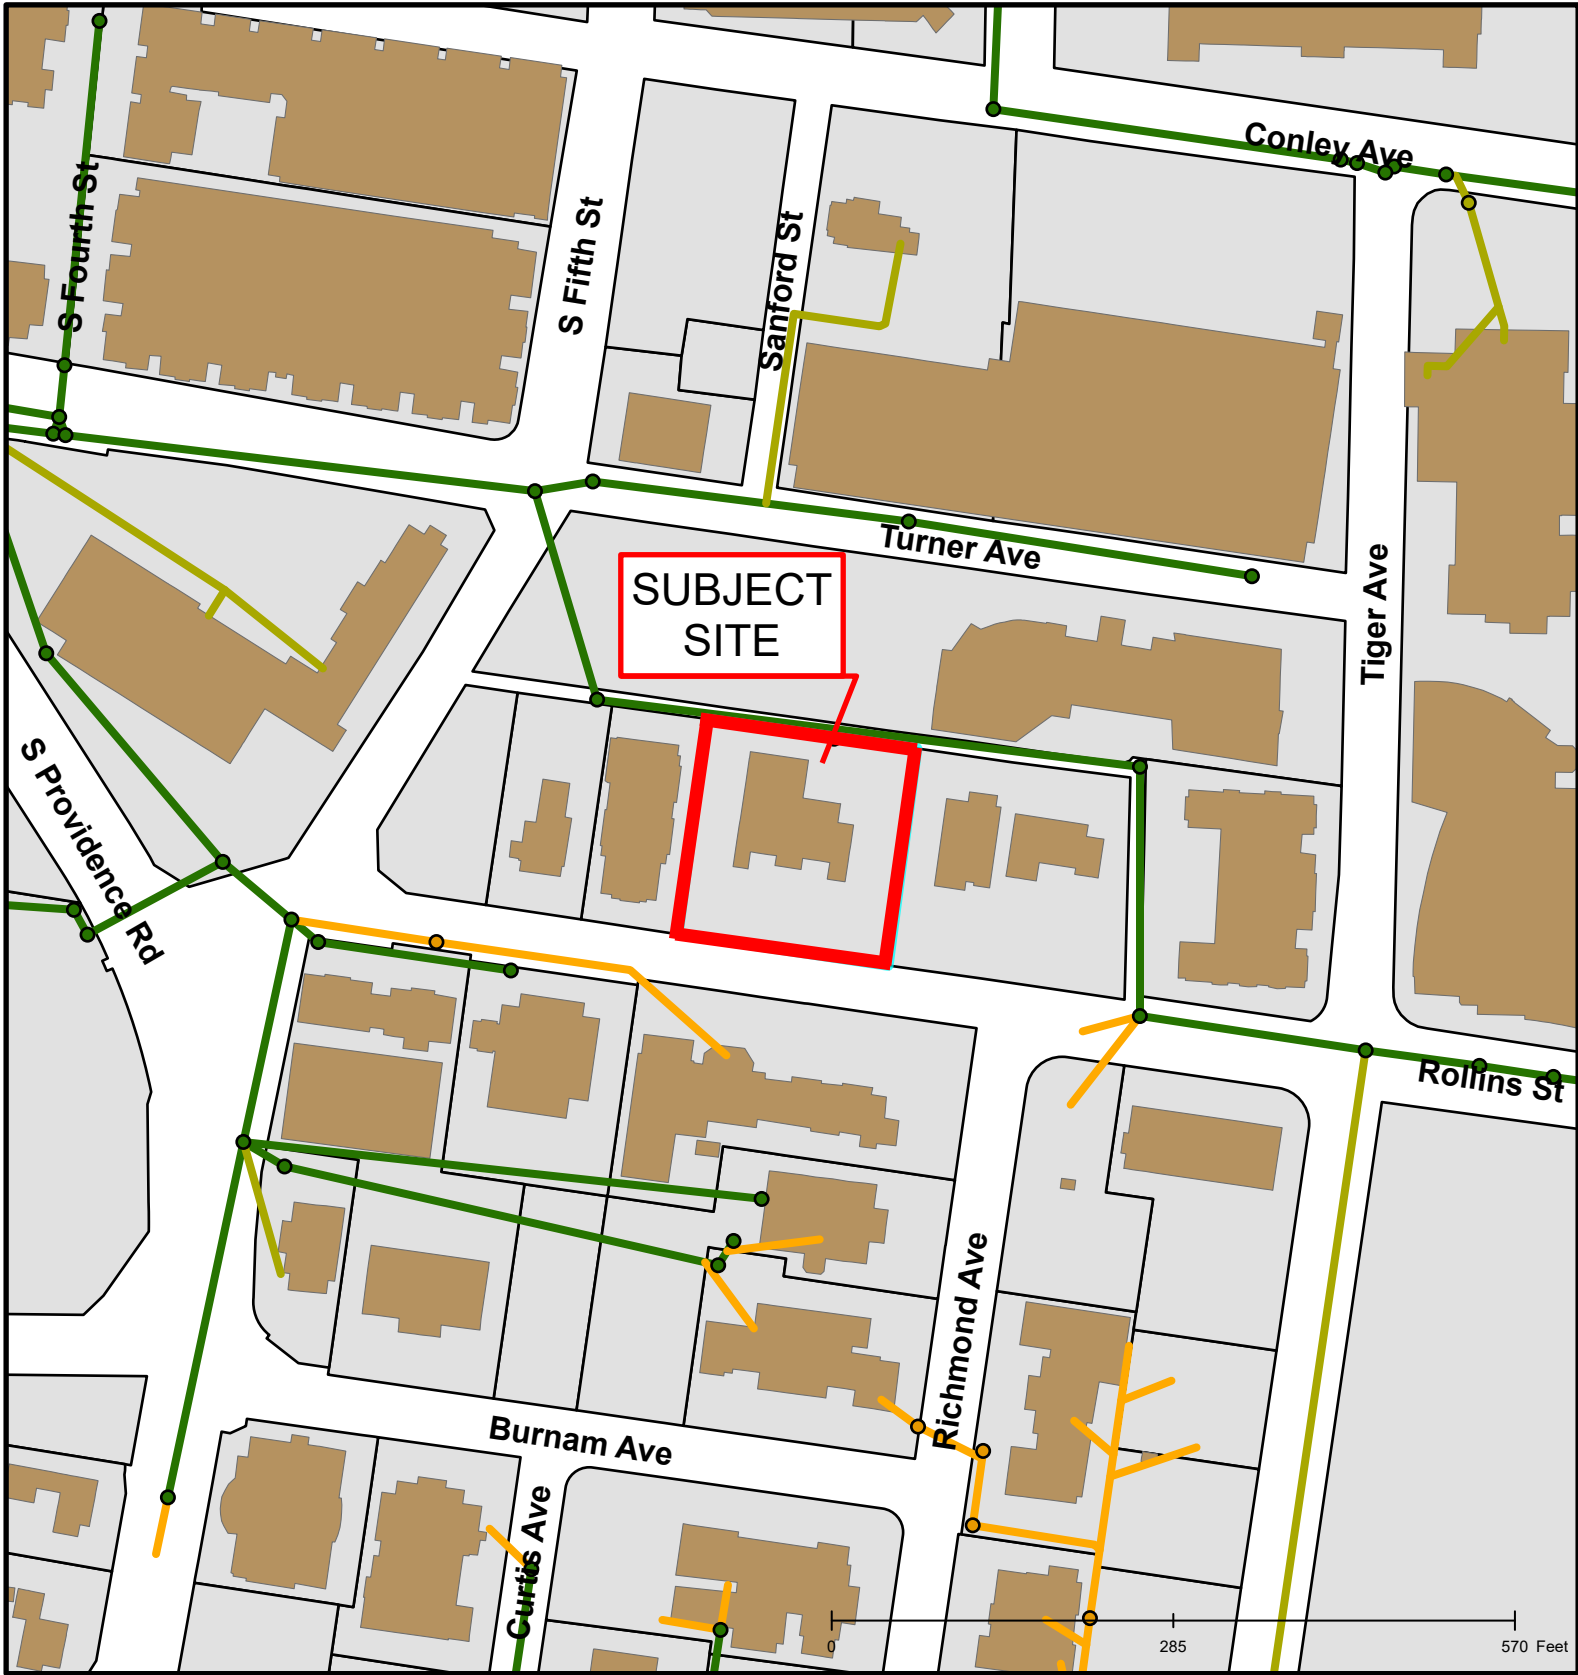 Conley Ave
S Fourth St
S Fifth St
Sanford St
Turner Ave
SUBJECT
SITE
Tiger Ave
S Providence Rd
Rollins St
Richmond Ave
Burnam Ave
Curtis Ave
0 285 570 Feet